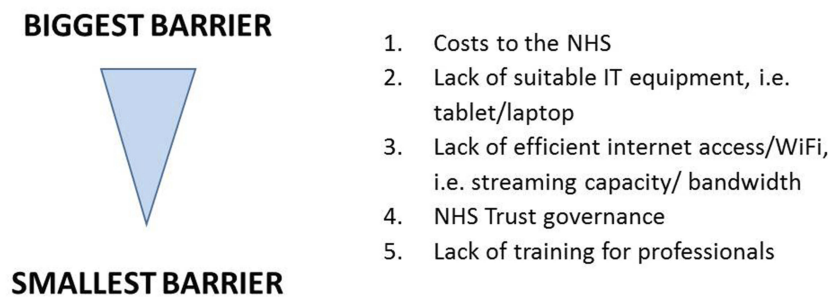 BIGGEST BARRIER
SMALLEST BARRIER
1. Costs to the NHS
2. Lack of suitable IT equipment, i.e.
tablet/laptop
3. Lack of efficient internet access/WiFi,
i.e. streaming capacity/ bandwidth
4. NHS Trust governance
5. Lack of training for professionals